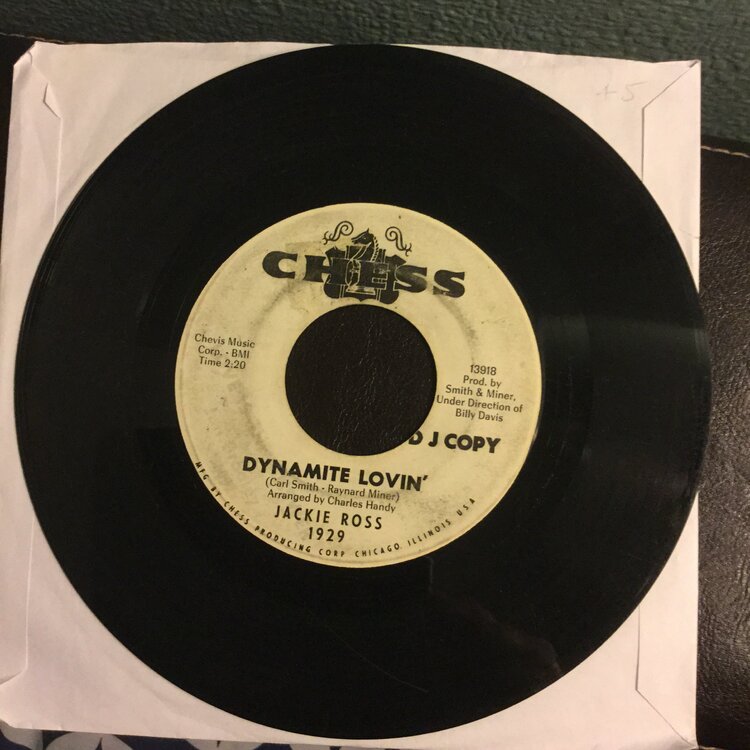 CHESS
Chevis Music
Corp. - BMI
Time 2:20
13918
Prod. by
Smith & Miner,
Under Direction of
Billy Davis
D J COPY
DYNAMITE LOVIN'
(Carl Smith - Raynard Miner)
Arranged by Charles Handy
JACKIE ROSS
1929
MFG BY CHESS PRODUCING CORP CHICAGO. ILLINOIS U.S.A